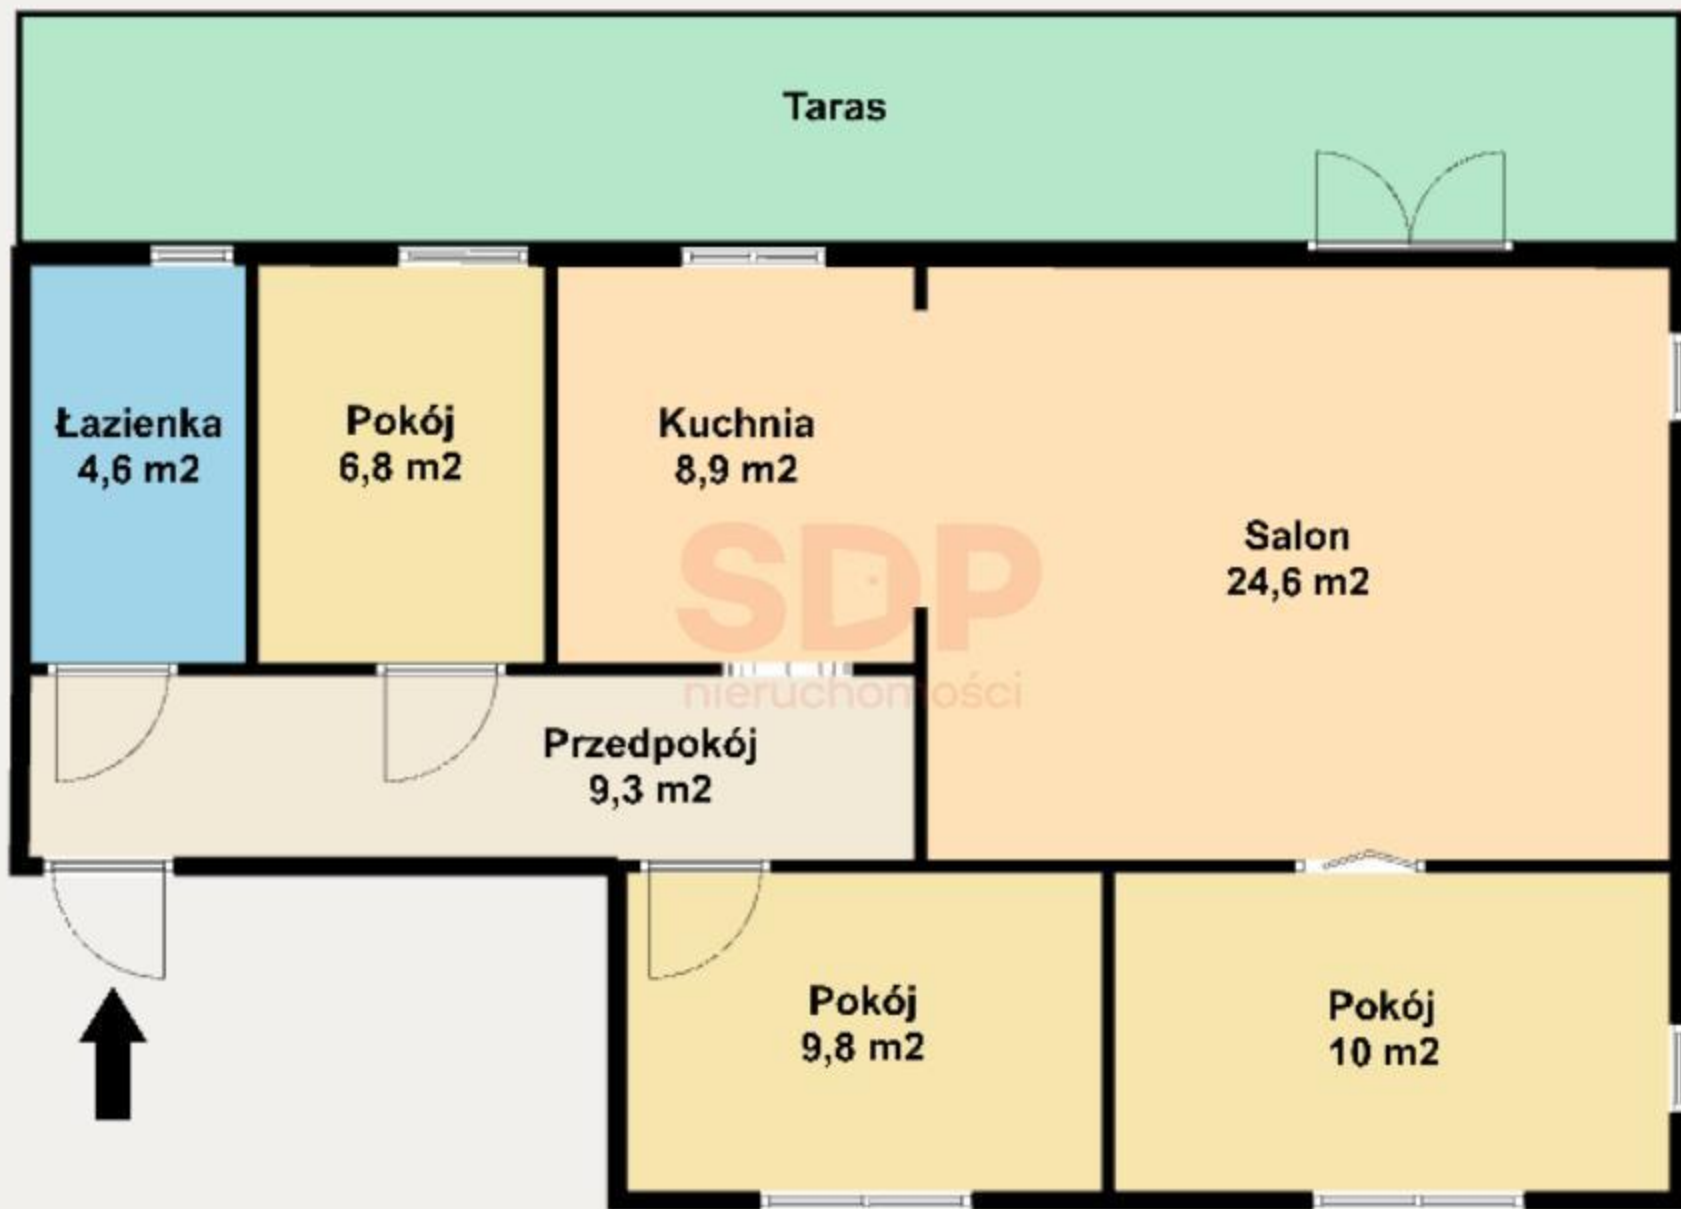 Taras
Łazienka
4,6 m2
Pokój
6,8 m2
Kuchnia
8,9 m2
Salon
24,6 m2
SDP
nieruchomości
Przedpokój
9,3 m2
Pokój
9,8 m2
Pokój
10 m2